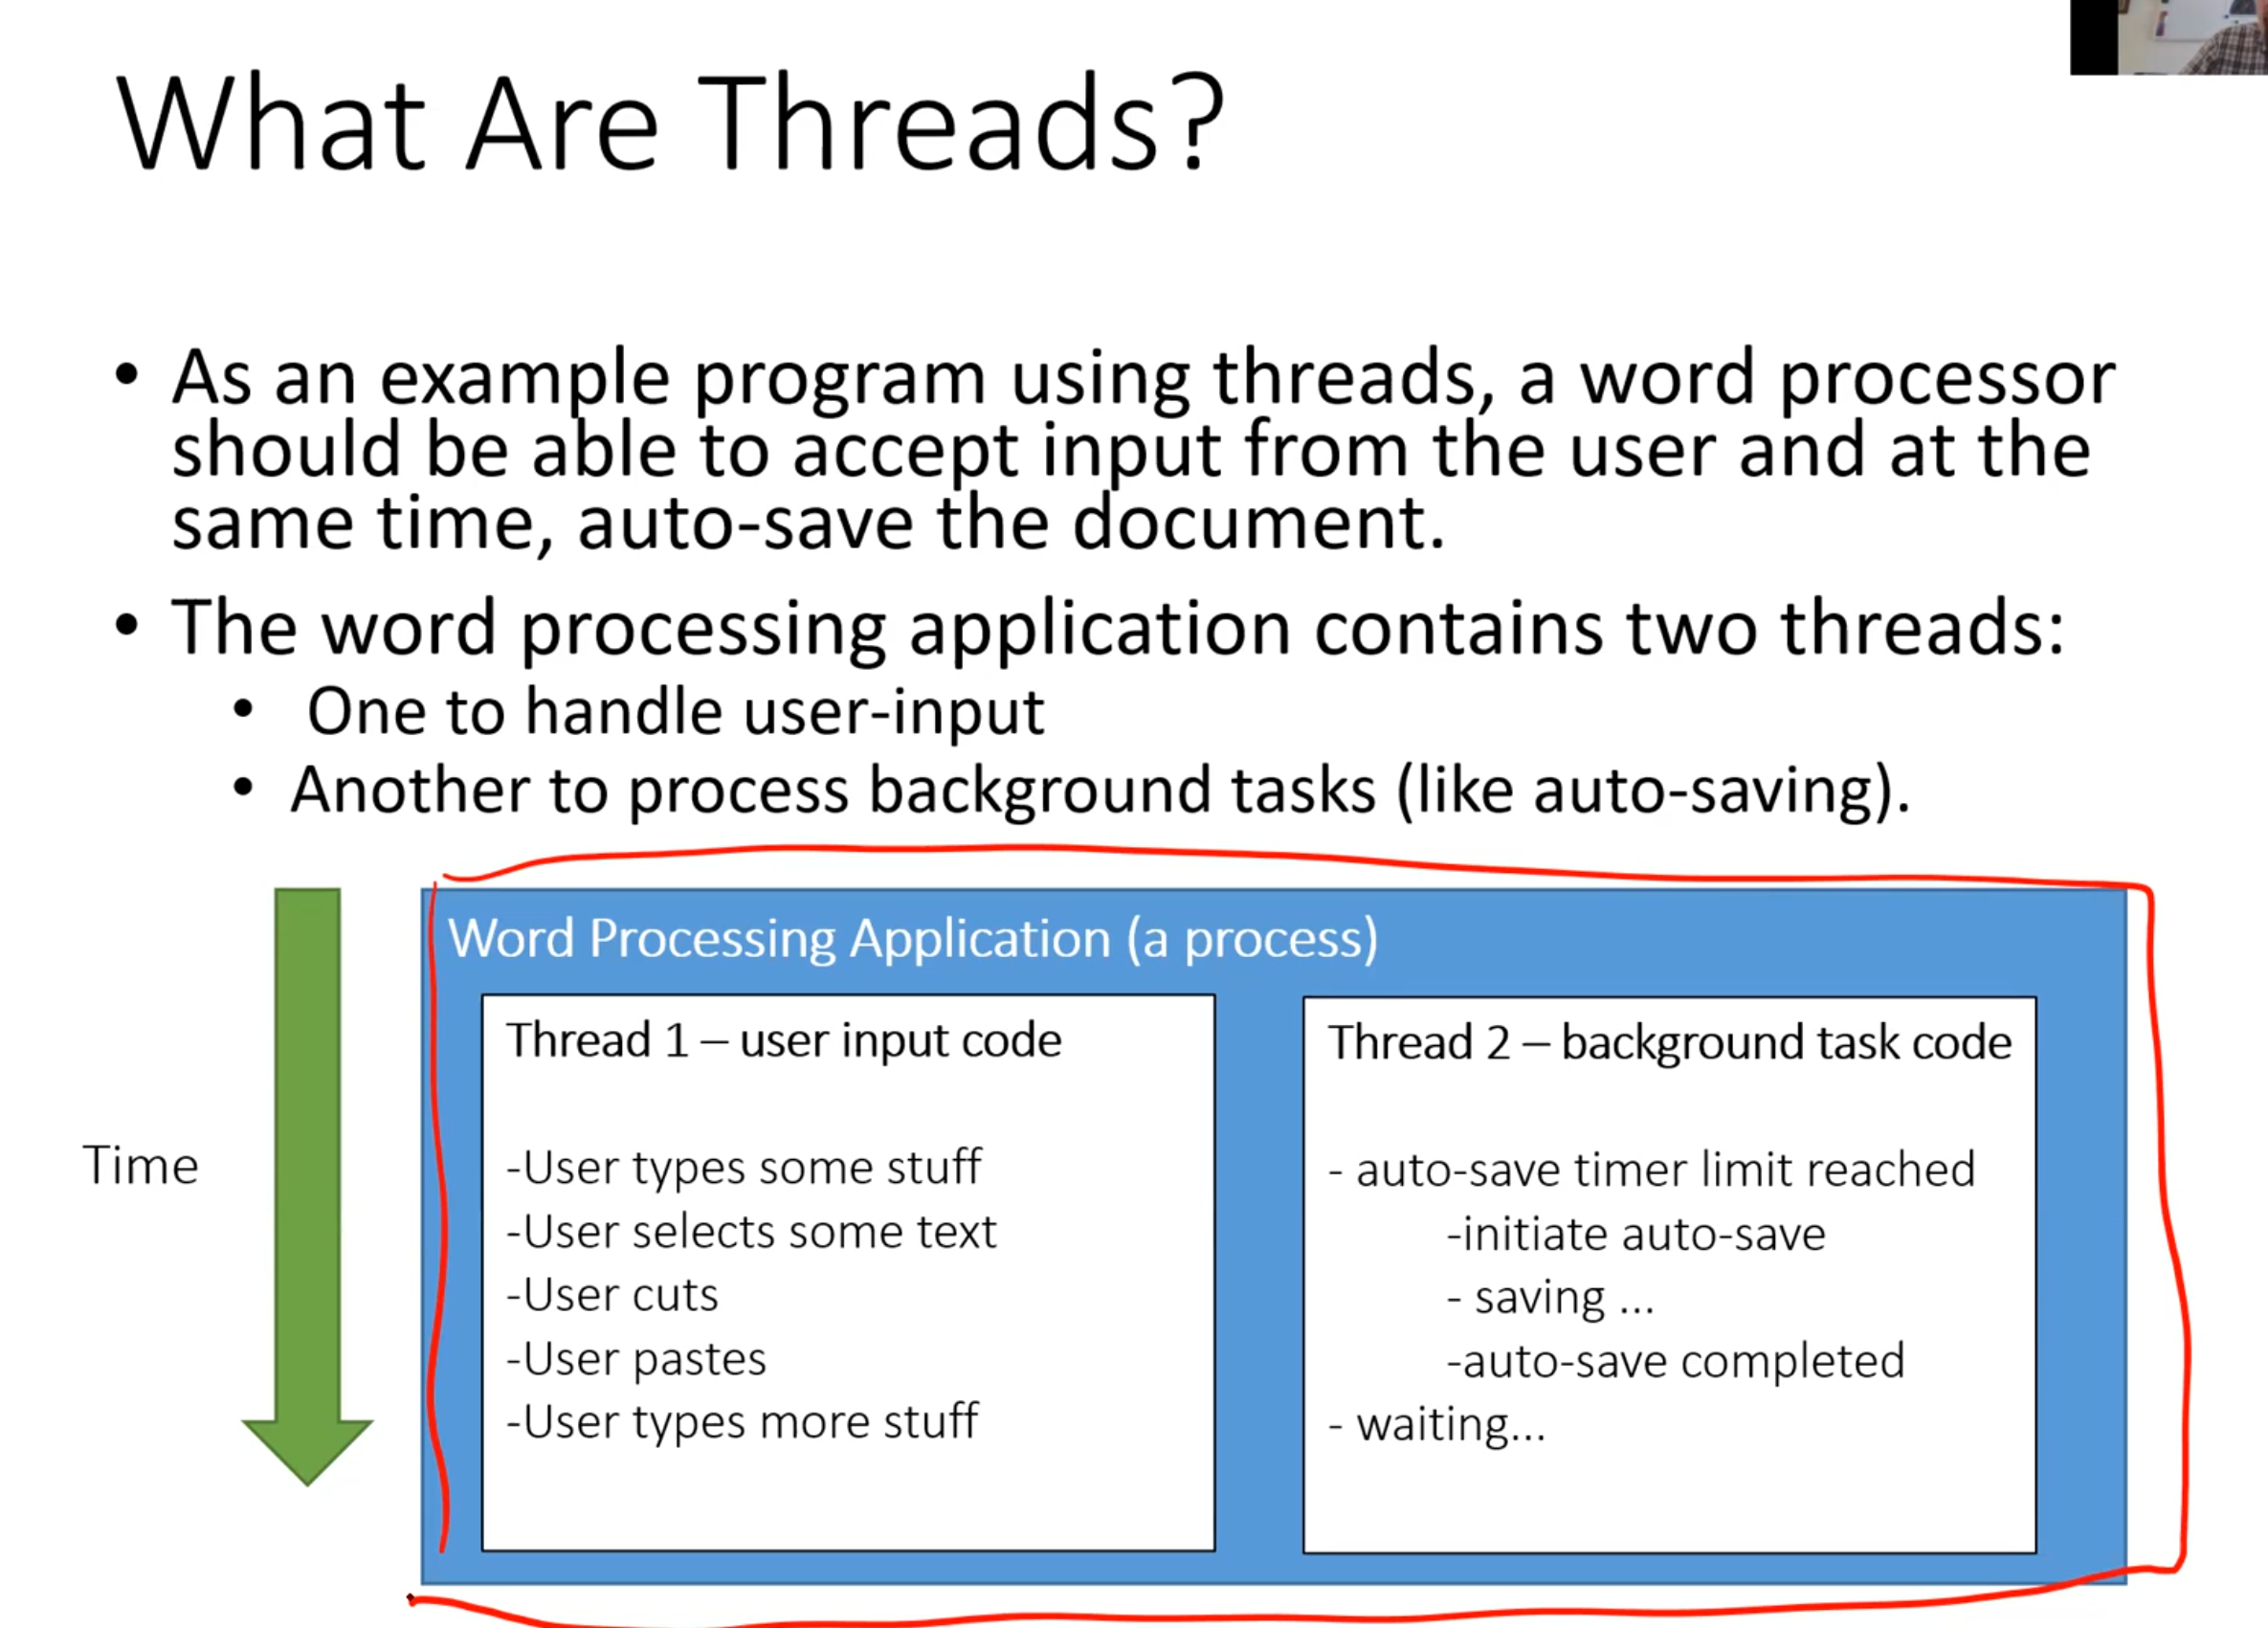 What Are Threads?
• As an example program using threads, a word processor
should be able to accept input from the user and at the
same time, auto-save the document.
• The word processing application contains two threads:
• One to handle user-input
• Another to process background tasks (like auto-saving).
Time
Word Processing Application (a process)
Thread 1 – user input code
-User types some stuff
-User selects some text
-User cuts
-User pastes
-User types more stuff
Thread 2 – background task code
- auto-save timer limit reached
-initiate auto-save
- saving ...
-auto-save completed
- waiting...